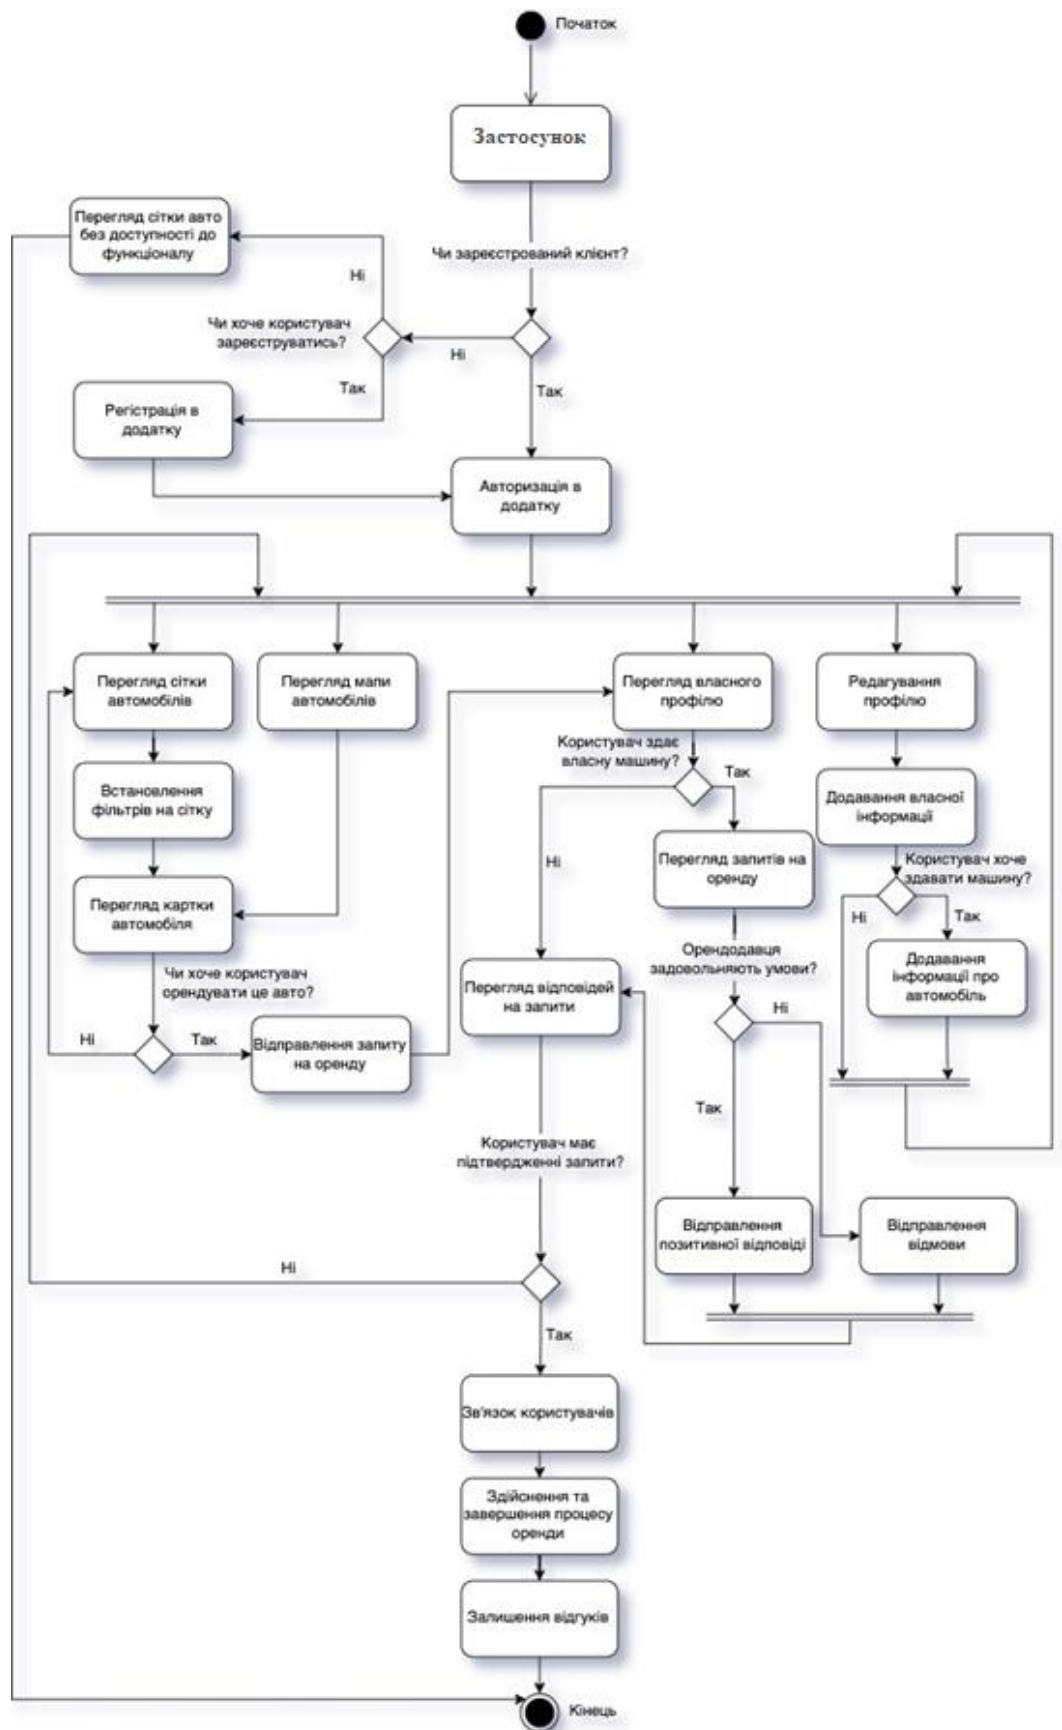 Початок
Застосунок
Перегляд сітки авто
без доступності до
функціоналу
Чи зареєстрований клієнт?
Ні
Чи хоче користувач
зареєструватись?
Ні
Так
Так
Регістрація в
додатку
Авторизація в
додатку
Перегляд сітки
автомобілів
Перегляд мапи
автомобілів
Перегляд власного
профілю
Редагування
профілю
Користувач здає
власну машину?
Так
Встановлення
фільтрів на сітку
Додавання власної
інформації
Ні
Перегляд запитів на
оренду
Користувач хоче
здавати машину?
Перегляд картки
автомобіля
Ні
Так
Орендодавця
задовольняють умови?
Додавання
інформації про
автомобіль
Чи хоче користувач
орендувати це авто?
Перегляд відповідей
на запити
Ні
Ні
Так
Відправлення запиту
на оренду
Так
Користувач має
підтвердженні запити?
Відправлення
позитивної відповіді
Відправлення
відмови
Ні
Так
Зв'язок користувачів
Здійснення та
завершення процесу
оренди
Залишення відгуків
Кінець